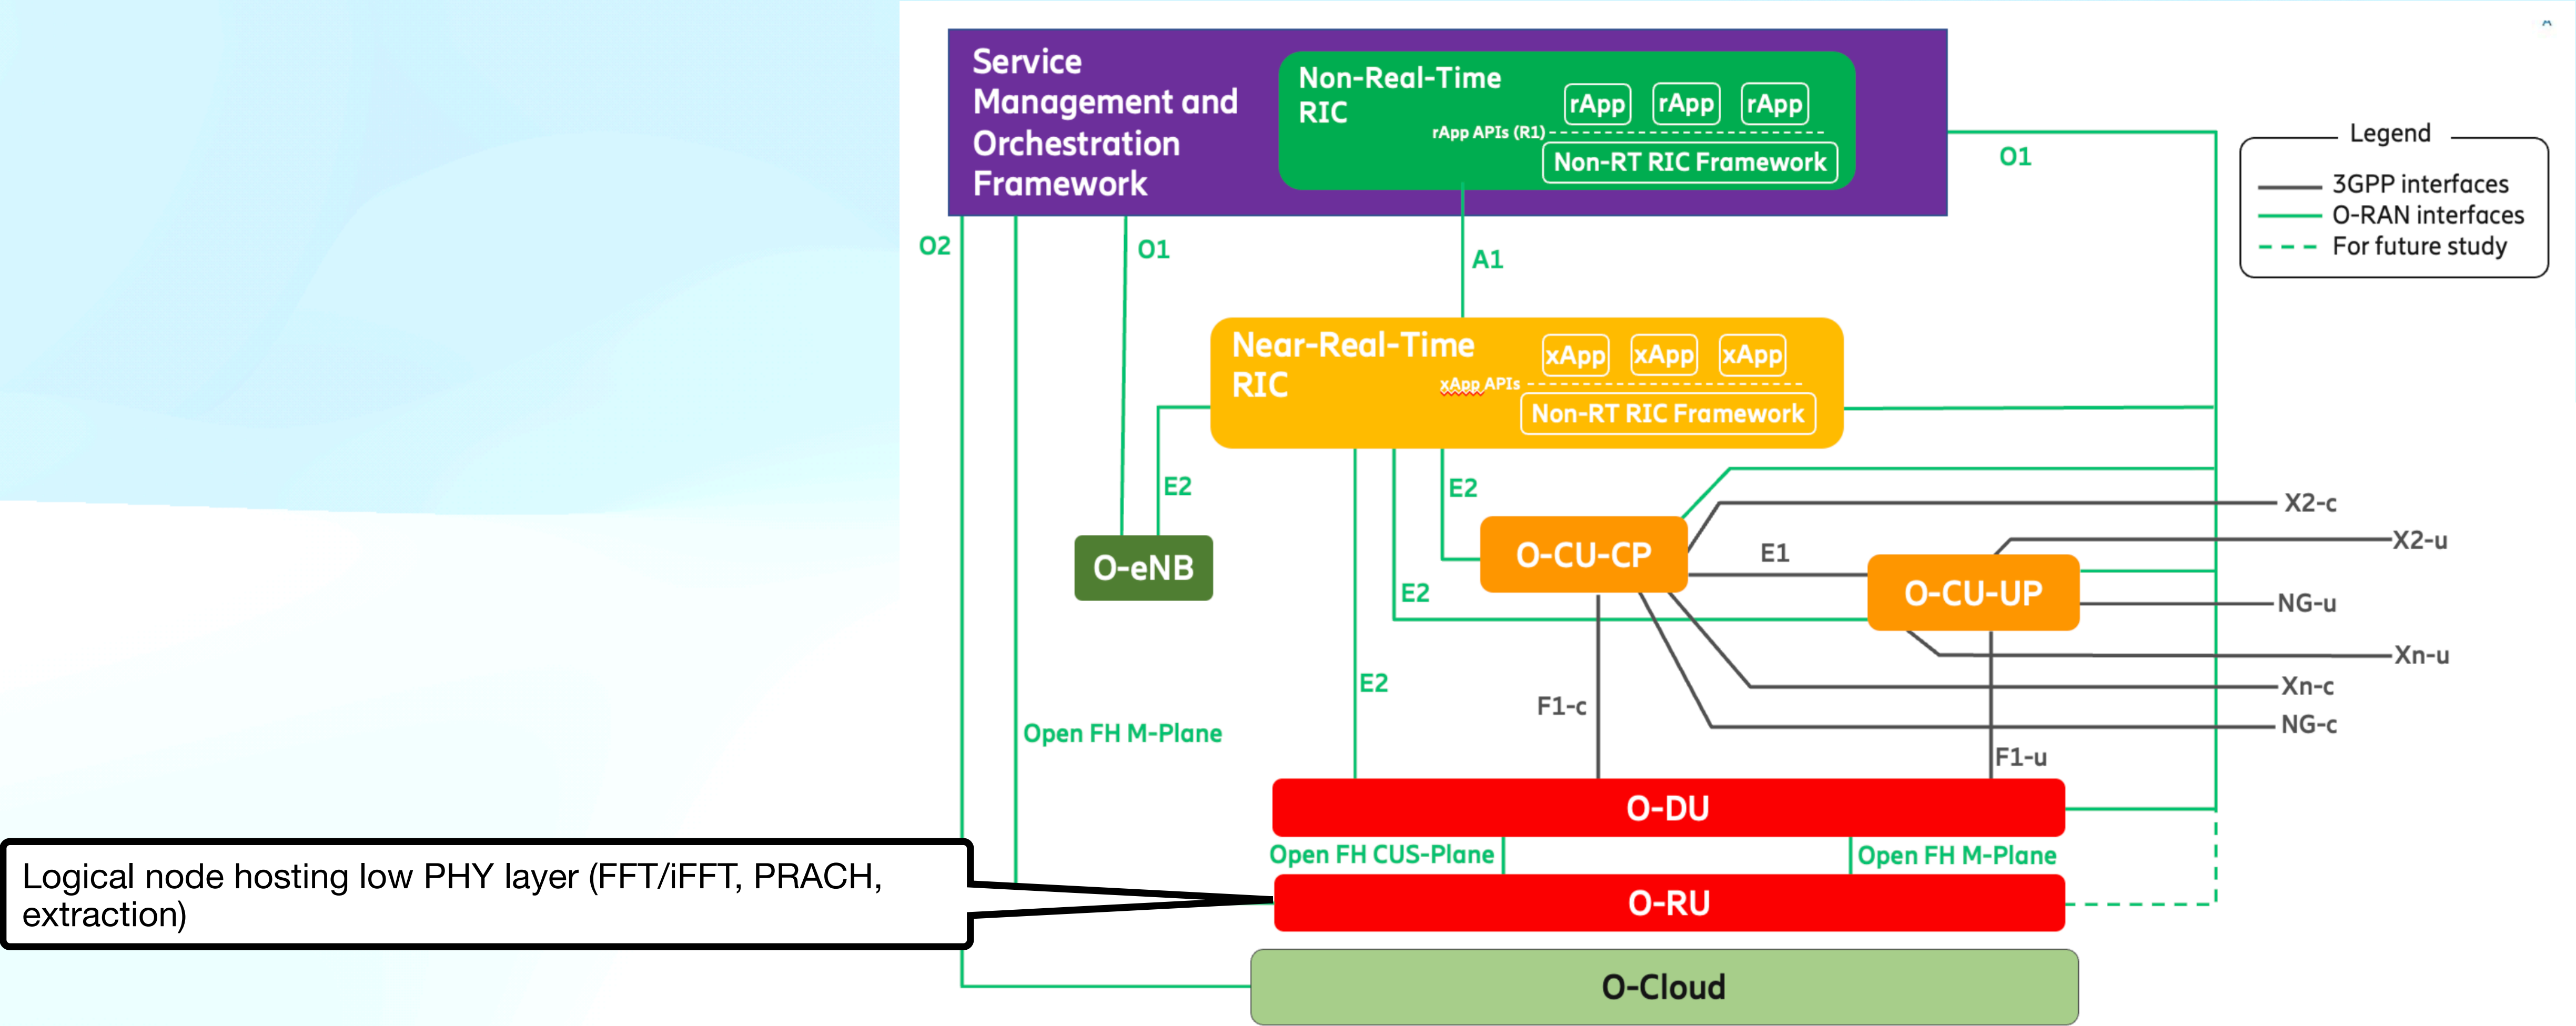 Service
Management and
Orchestration
Framework
Non-Real-Time
RIC
rApp
rApp
rApp
rApp APIs (R1)
Non-RT RIC Framework
O1
Legend
3GPP interfaces
O-RAN interfaces
For future study
O2
O1
A1
Near-Real-Time
RIC
xApp
xApp
xApp
xApp APIs
Non-RT RIC Framework
E2
E2
X2-c
O-CU-CP
E1
X2-u
O-eNB
E2
O-CU-UP
NG-u
Xn-u
E2
Xn-c
F1-c
NG-c
Open FH M-Plane
F1-u
O-DU
Open FH CUS-Plane
Open FH M-Plane
Logical node hosting low PHY layer (FFT/iFFT, PRACH,
extraction)
O-RU
O-Cloud